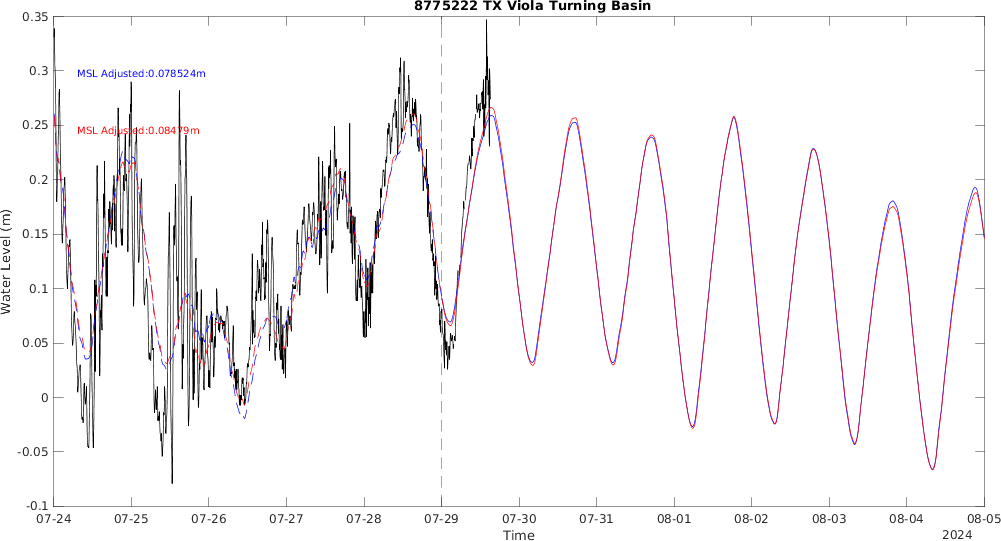 8775222 TX Viola Turning Basin
0.35
0.3
0.25
0.2
0.15
0.1
0.05
0
-0.05
-0.1
Water Level (m)
MSL Adjusted:0.078524m
MSL Adjusted:0.08479m
07-24 07-25 07-26 07-27 07-28 07-29 07-30 07-31 08-01 08-02 08-03 08-04 08-05
Time
2024